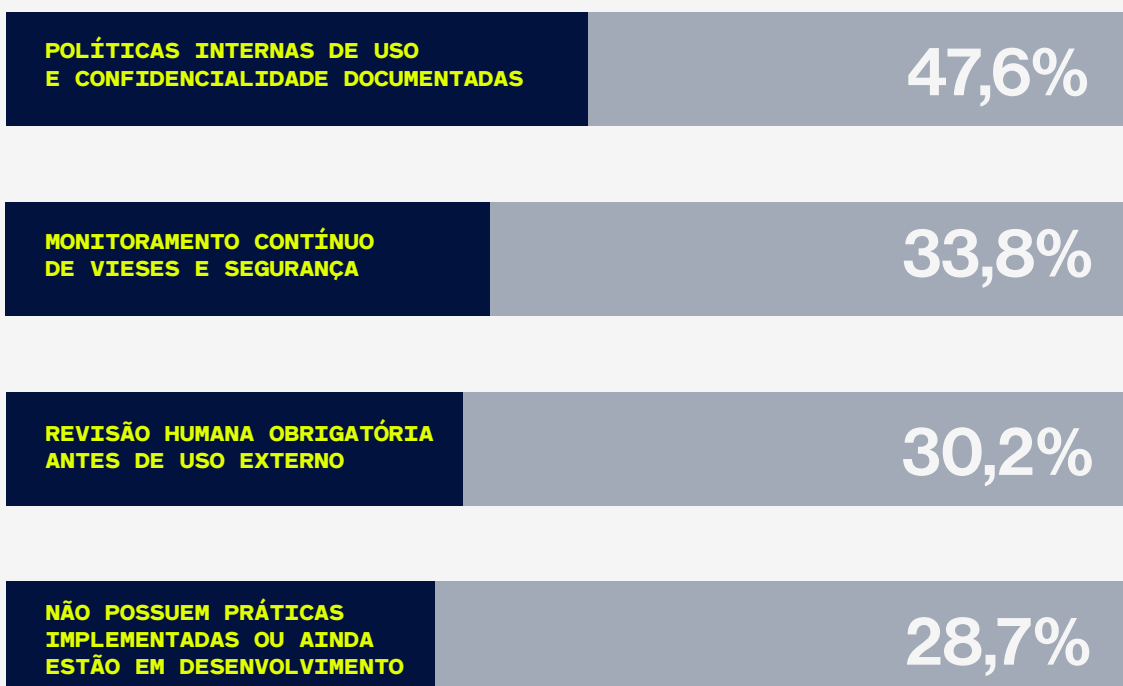 POLÍTICAS INTERNAS DE USO
E CONFIDENCIALIDADE DOCUMENTADAS
47,6%
MONITORAMENTO CONTÍNUO
DE VIESES E SEGURANÇA
33,8%
REVISÃO HUMANA OBRIGATÓRIA
ANTES DE USO EXTERNO
30,2%
NÃO POSSUEM PRÁTICAS
IMPLEMENTADAS OU AINDA
ESTÃO EM DESENVOLVIMENTO
28,7%